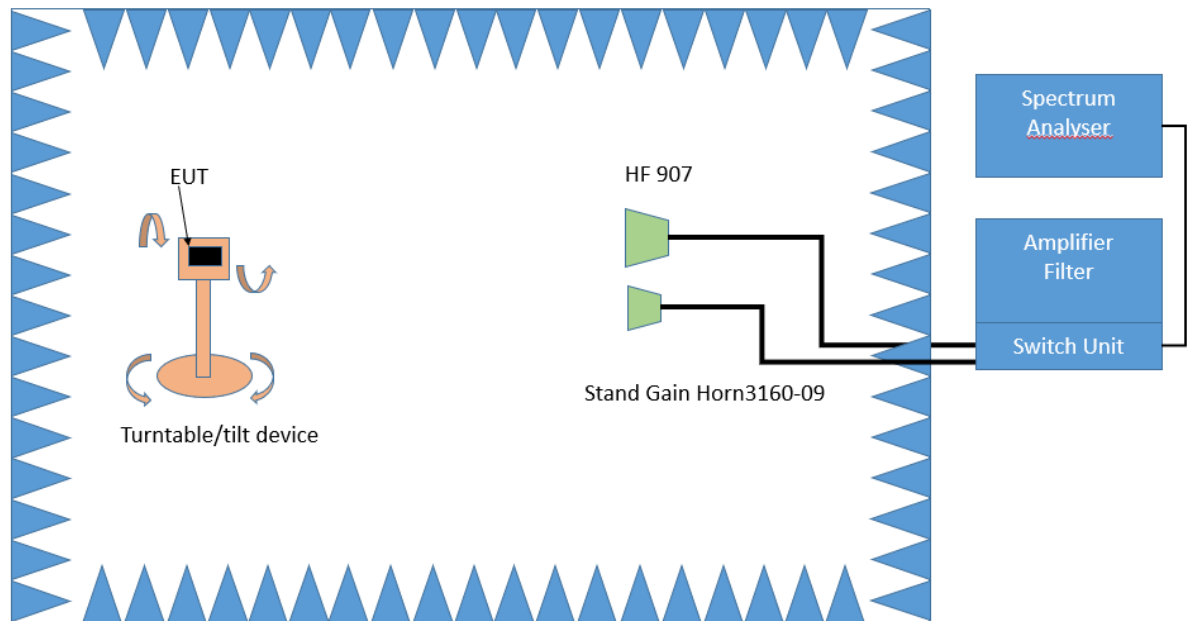 EUT
Turntable/tilt device
HF 907
Stand Gain Horn3160-09
Spectrum
Analyser
Amplifier
Filter
Switch Unit